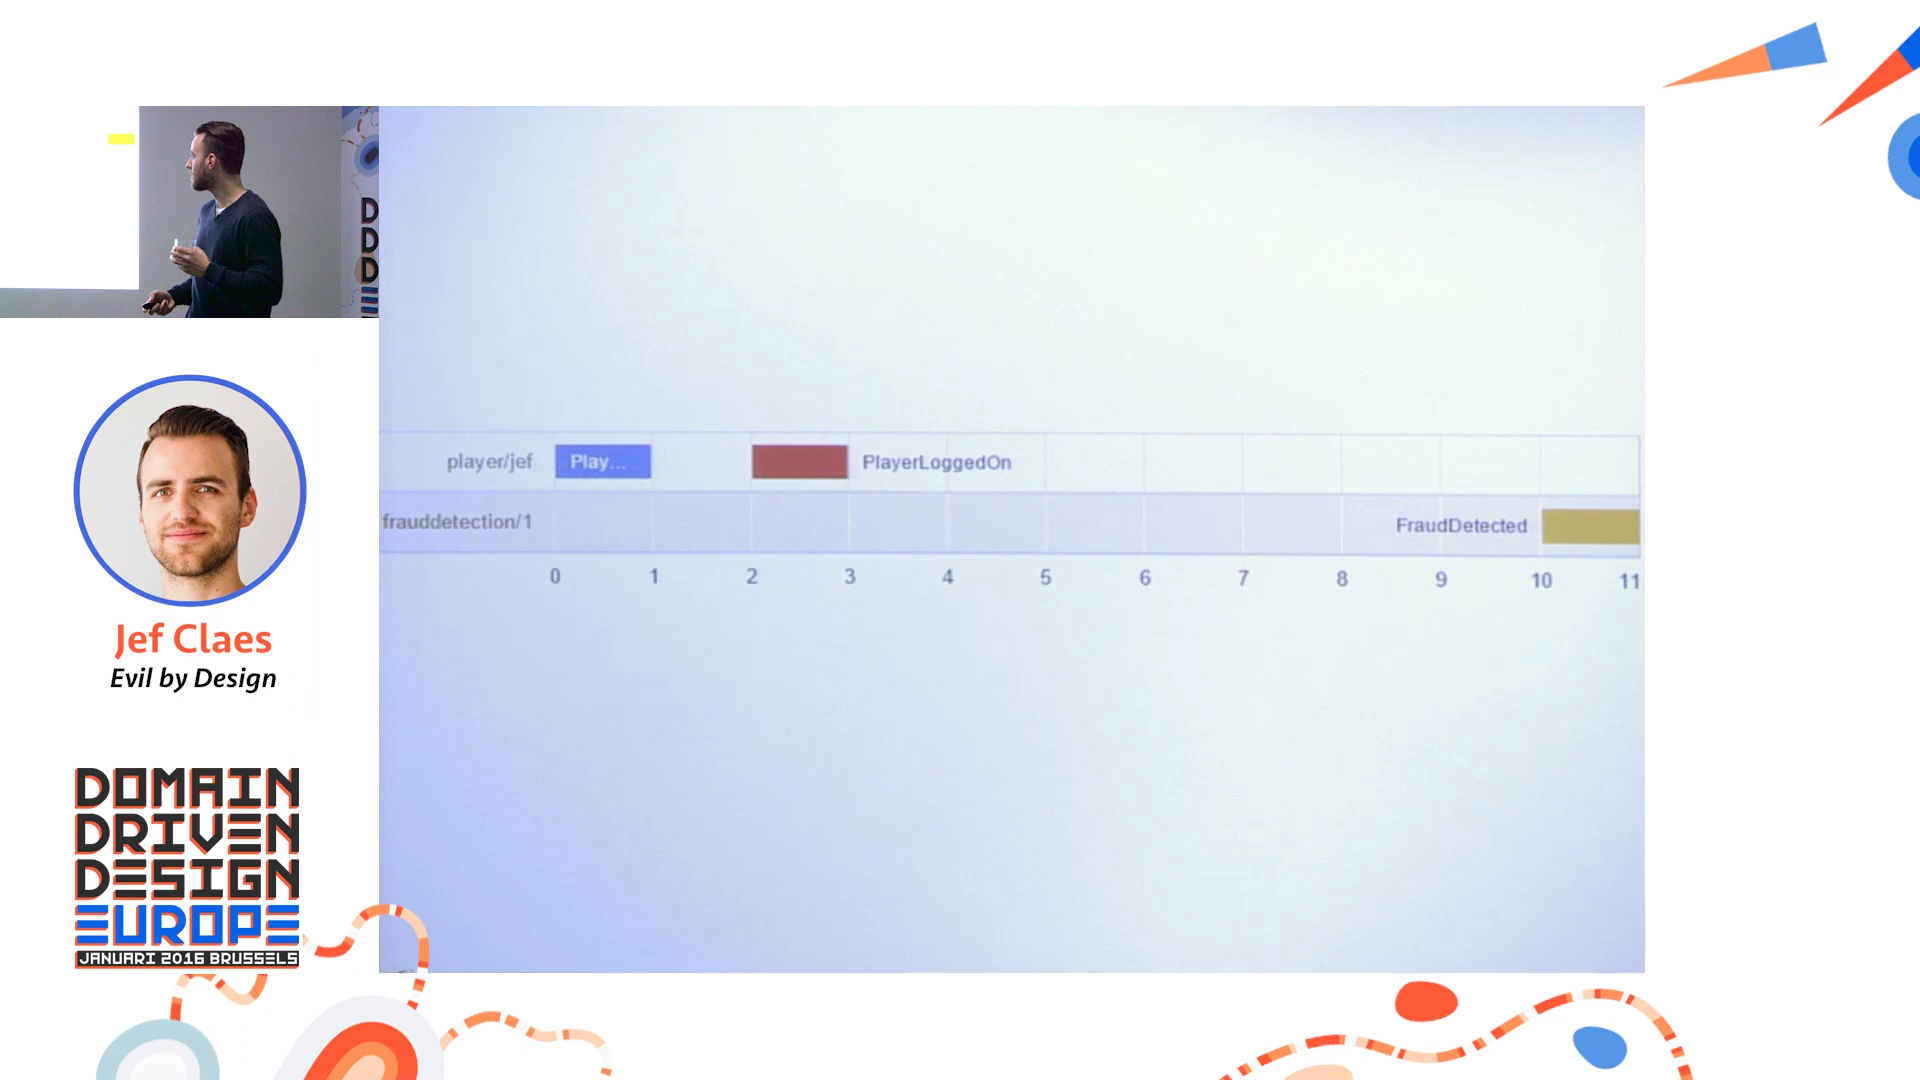 D
D
D
E
player/jef Play... PlayerLoggedOn
frauddetection/1 FraudDetected
0 1 2 3 4 5 6 7 8 9 10 11
Jef Claes
Evil by Design
DOMAIN
DRIVEN
DESIGN
EUROPE
JANUARI 2016 BRUSSELS